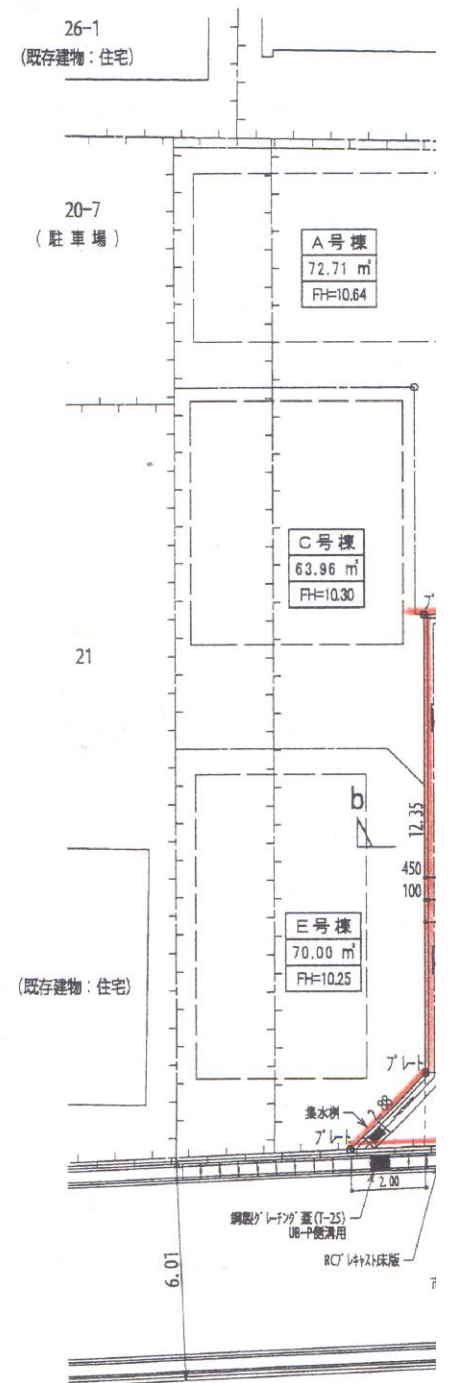 26-1
(既存建物:住宅)
20-7
(駐車場)
A号棟
72.71 ㎡
FH=10.64
C号棟
63.96 ㎡
FH=10.30
21
b
12.35
450
100
E号棟
70.00 ㎡
FH=10.25
(既存建物:住宅)
プレート
集水桝
2.88
プレート
2.00
鋼製グレーチング蓋(T-25)
UB-P側溝用
RCプレキャスト床版
6.01